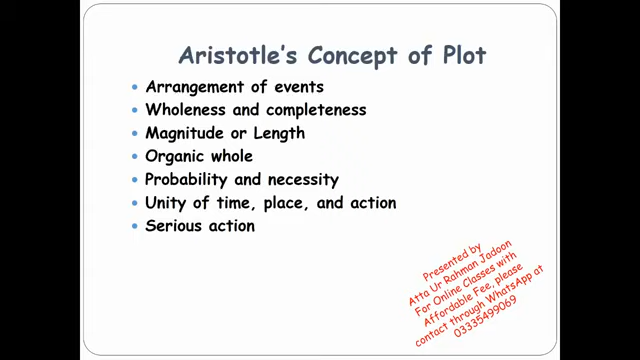 Aristotle's Concept of Plot
• Arrangement of events
• Wholeness and completeness
• Magnitude or Length
• Organic whole
• Probability and necessity
• Unity of time, place, and action
• Serious action
Presented by
Atta Ur Rahman Jadoon
For Online Classes with
Affordable Fee, please
contact through WhatsApp at
03335499069